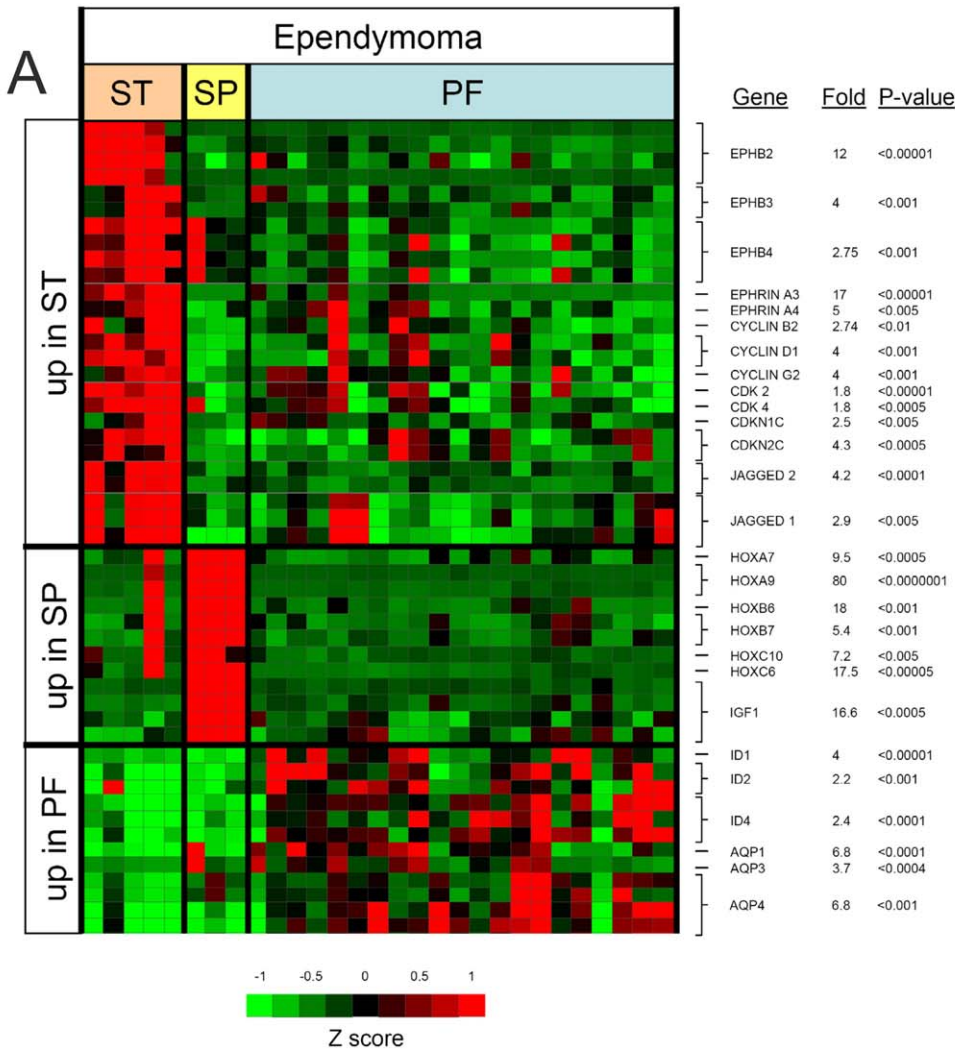 A
Ependymoma
ST SP PF
Gene Fold P-value
up in ST
EPHB2 12 <0.00001
EPHB3 4 <0.001
EPHB4 2.75 <0.001
EPHRIN A3 17 <0.00001
EPHRIN A4 5 <0.005
CYCLIN B2 2.74 <0.01
CYCLIN D1 4 <0.001
CYCLIN G2 4 <0.001
CDK 2 1.8 <0.00001
CDK 4 1.8 <0.0005
CDKN1C 2.5 <0.005
CDKN2C 4.3 <0.0005
JAGGED 2 4.2 <0.0001
JAGGED 1 2.9 <0.005
up in SP
HOXA7 9.5 <0.0005
HOXA9 80 <0.0000001
HOXB6 18 <0.001
HOXB7 5.4 <0.001
HOXC10 7.2 <0.005
HOXC6 17.5 <0.00005
IGF1 16.6 <0.0005
up in PF
ID1 4 <0.00001
ID2 2.2 <0.001
ID4 2.4 <0.0001
AQP1 6.8 <0.0001
AQP3 3.7 <0.0004
AQP4 6.8 <0.001
-1 -0.5 0 0.5 1
Z score